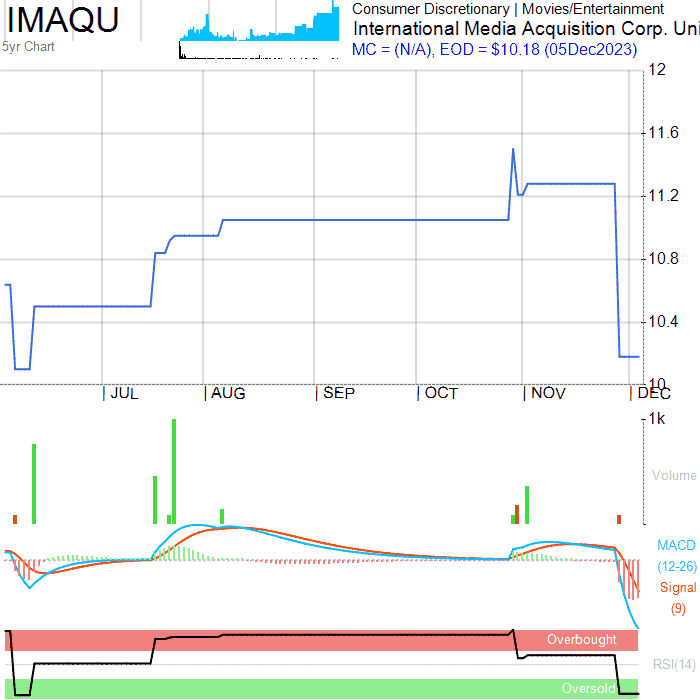 IMAQU
5yr Chart
Consumer Discretionary | Movies/Entertainment
International Media Acquisition Corp. Uni
MC = (N/A), EOD = $10.18 (05Dec2023)
12
11.6
11.2
10.8
10.4
10
|JUL |AUG |SEP |OCT |NOV |DEC
1k
Volume
MACD
(12-26)
Signal
(9)
Overbought
RSI(14)
Oversold